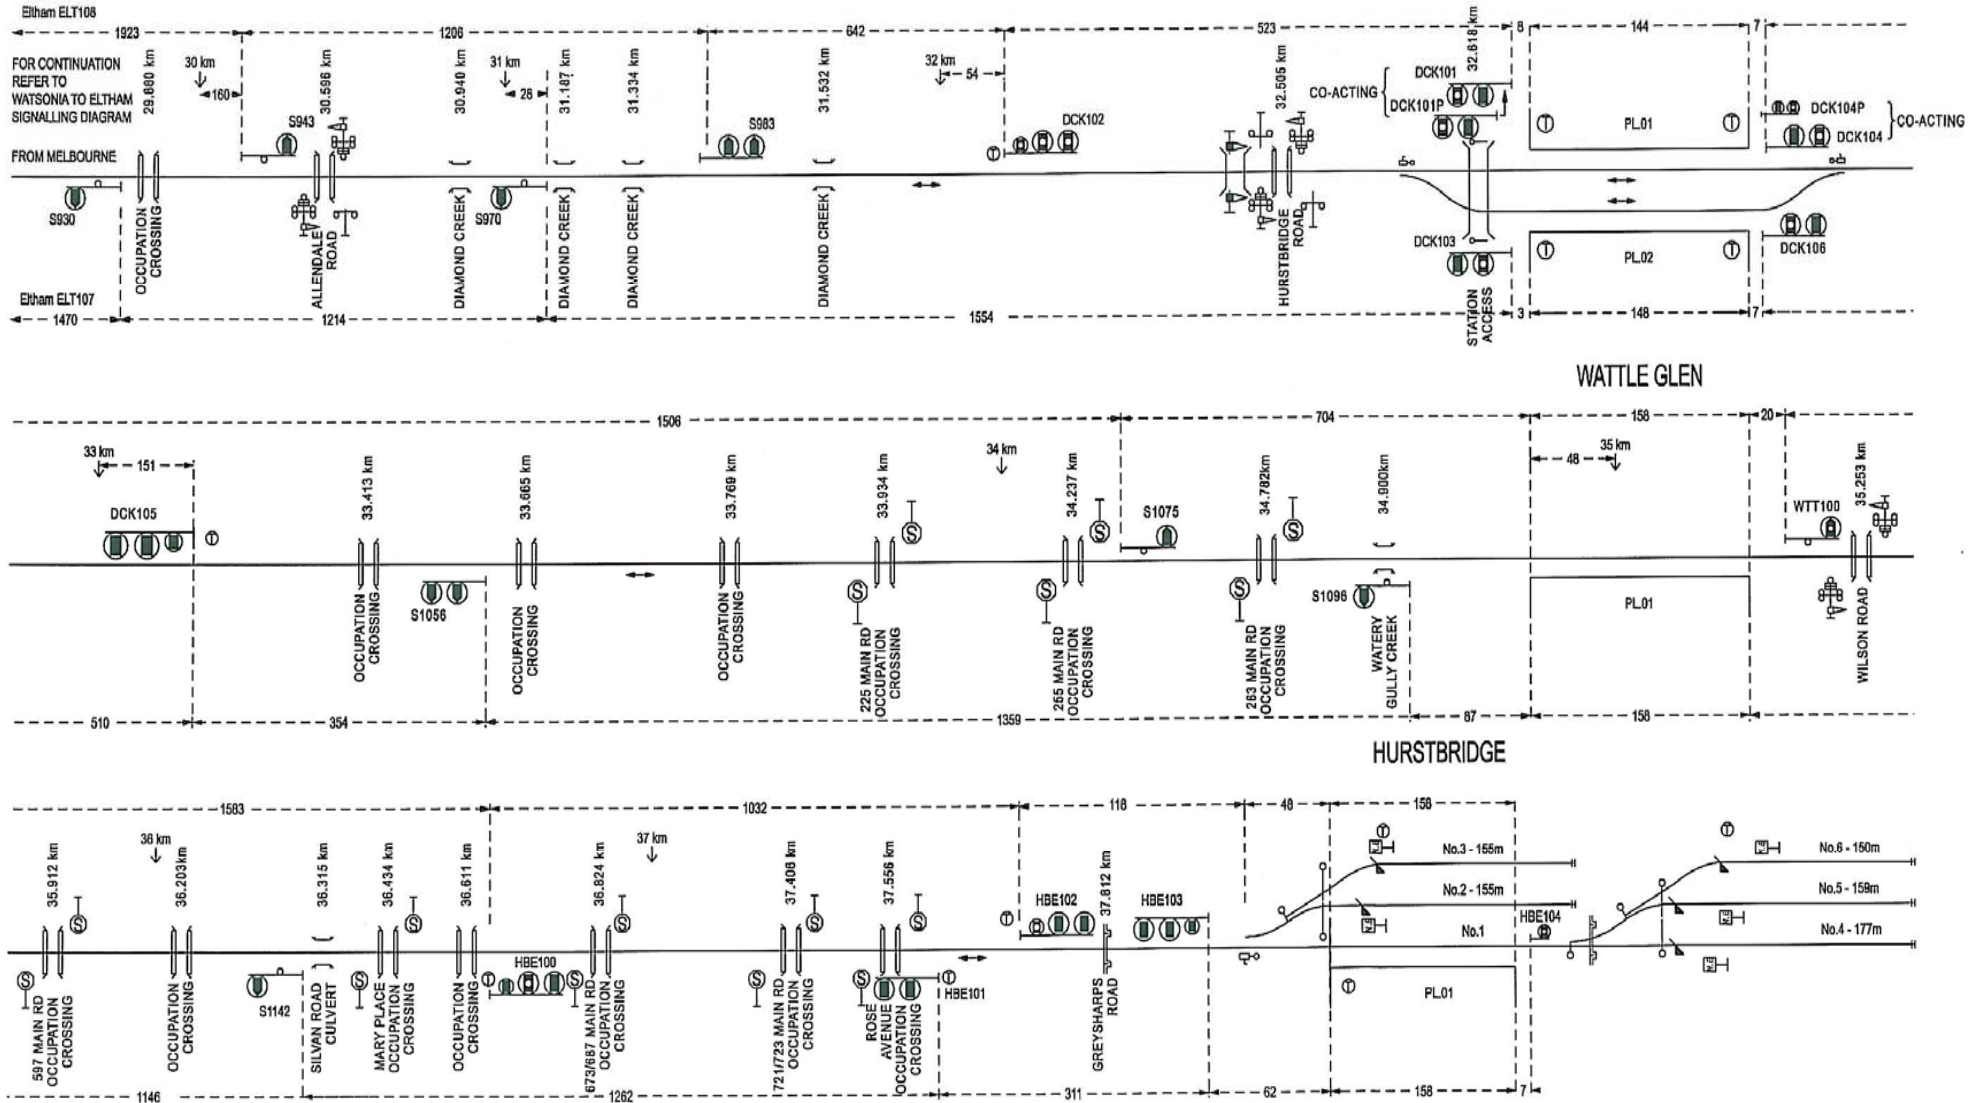 Eltham ELT108
1923
1206
642
523
8
144
7
FOR CONTINUATION
REFER TO
WATSONIA TO ELTHAM
SIGNALLING DIAGRAM
FROM MELBOURNE
29.880 km
30 km
160
S943
30.596 km
30.940 km
31 km
28
31.187 km
31.334 km
S983
31.532 km
32 km
54
DCK102
32.505 km
CO-ACTING
DCK101
DCK101P
32.618 km
PL.01
DCK104P
DCK104
CO-ACTING
S930
OCCUPATION
CROSSING
ALLENDALE
ROAD
DIAMOND CREEK
S970
DIAMOND CREEK
DIAMOND CREEK
DIAMOND CREEK
HURSTBRIDGE
ROAD
DCK103
STATION
ACCESS
PL.02
DCK106
Eltham ELT107
1470
1214
1554
3
148
7
WATTLE GLEN
1506
704
158
20
33 km
151
DCK105
33.413 km
33.665 km
33.769 km
33.934 km
S
34 km
34.237 km
S
S1075
34.782km
S
34.900km
48
35 km
WTT100
35.253 km
OCCUPATION
CROSSING
S1056
OCCUPATION
CROSSING
OCCUPATION
CROSSING
S
225 MAIN RD
OCCUPATION
CROSSING
S
255 MAIN RD
OCCUPATION
CROSSING
S
263 MAIN RD
OCCUPATION
CROSSING
S1096
WATERY
GULLY CREEK
PL.01
WILSON ROAD
510
354
1359
87
158
HURSTBRIDGE
1583
1032
118
48
158
35.912 km
S
36 km
36.203km
36.315 km
36.434 km
S
36.611 km
36.824 km
S
37 km
37.406 km
S
37.556 km
S
HBE102
37.812 km
HBE103
No.3 - 155m
No.2 - 155m
No.1
HBE104
No.6 - 150m
No.5 - 159m
No.4 - 177m
S
597 MAIN RD
OCCUPATION
CROSSING
OCCUPATION
CROSSING
S1142
SILVAN ROAD
CULVERT
S
MARY PLACE
OCCUPATION
CROSSING
OCCUPATION
CROSSING
HBE100
S
673/687 MAIN RD
OCCUPATION
CROSSING
S
721/723 MAIN RD
OCCUPATION
CROSSING
S
ROSE
AVENUE
OCCUPATION
CROSSING
HBE101
GREYSHARPS
ROAD
PL.01
1146
1262
311
62
158
7